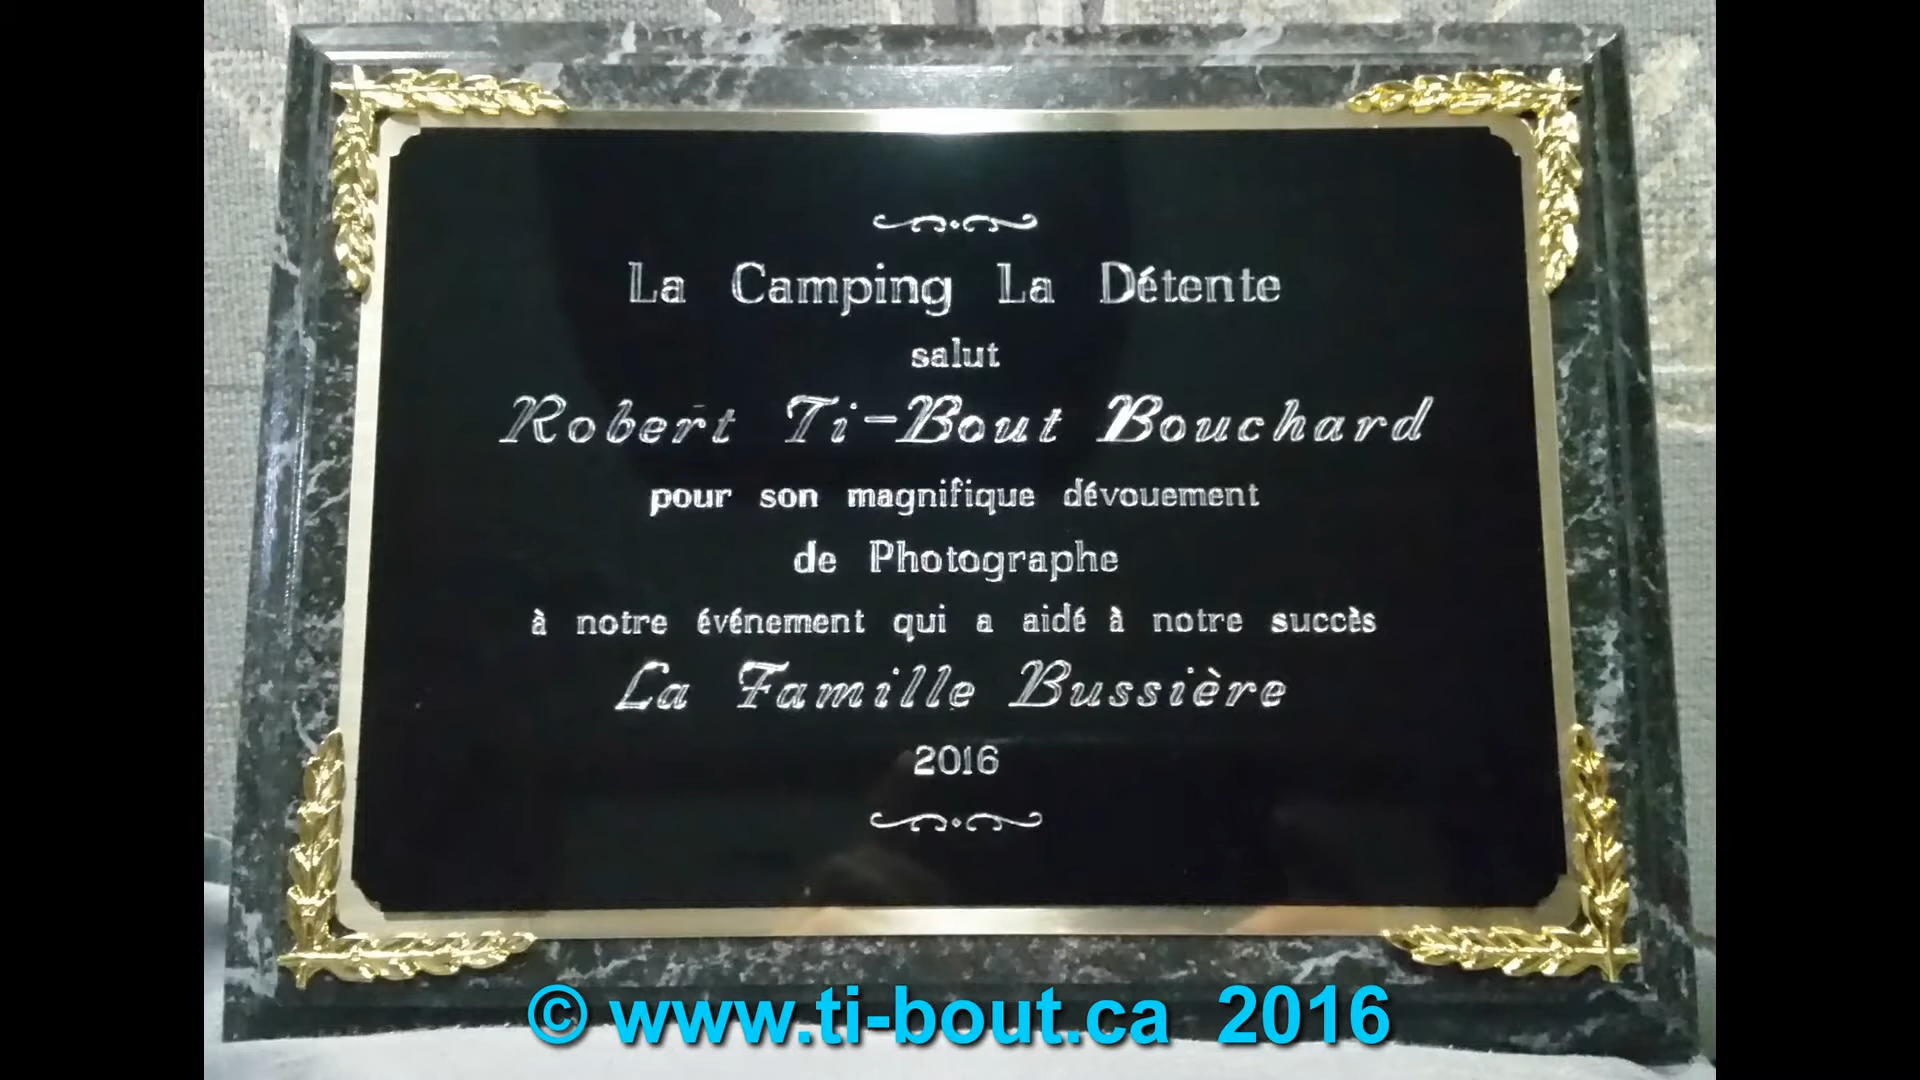 La Camping La Détente
salut
Robert Ti-Bout Bouchard
pour son magnifique dévouement
de Photographe
à notre événement qui a aidé à notre succès
La Famille Bussière
2016
© www.ti-bout.ca 2016